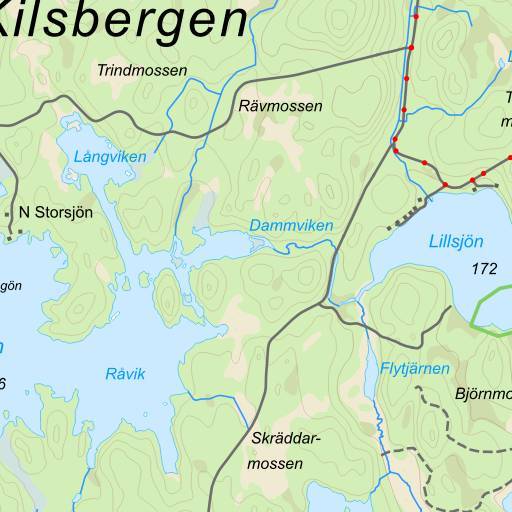 Kilsbergen
Trindmossen
Rävmossen
Långviken
N Storsjön
Dammviken
Lillsjön
172
Råvik
Flytjärnen
Skräddar-
mossen